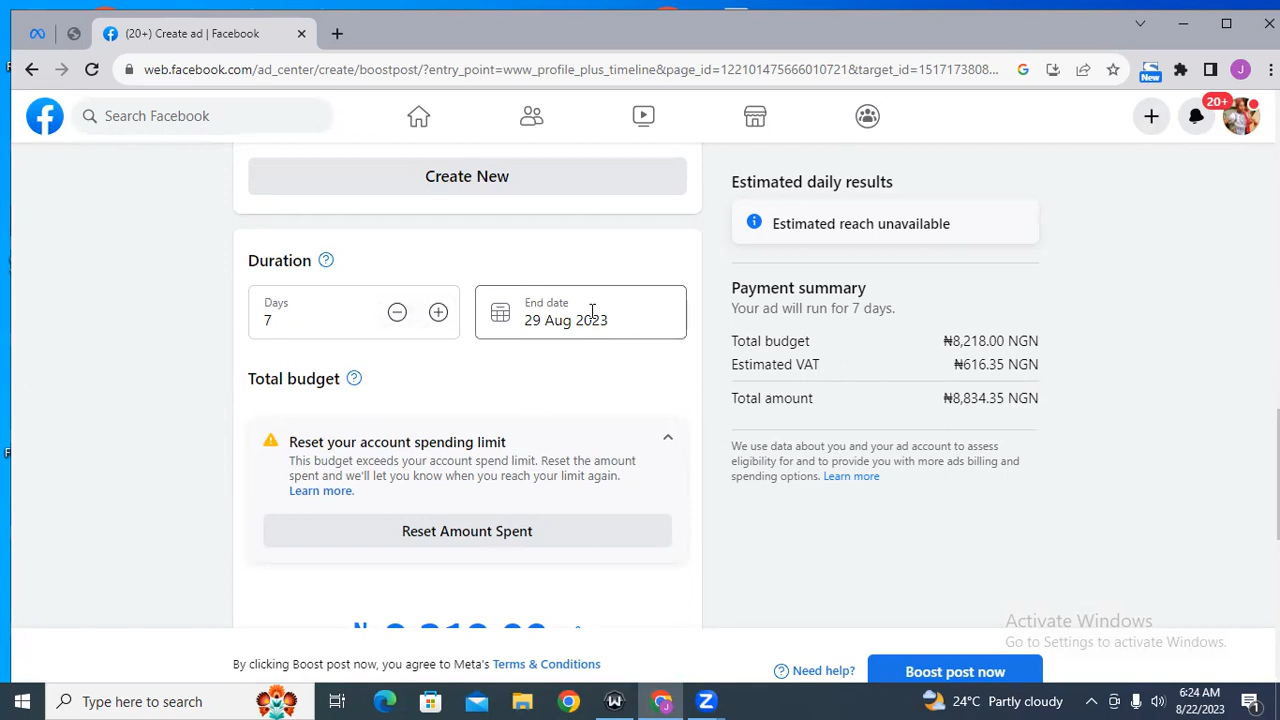 (20+) Create ad | Facebook
web.facebook.com/ad_center/create/boostpost/?entry_point=www_profile_plus_timeline&page_id=122101475666010721&target_id=1517173808...
New
J
Search Facebook
20+
Create New
Duration
Days
7
End date
29 Aug 2023
Total budget
Reset your account spending limit
This budget exceeds your account spend limit. Reset the amount
spent and we'll let you know when you reach your limit again.
Learn more.
Reset Amount Spent
Estimated daily results
Estimated reach unavailable
Payment summary
Your ad will run for 7 days.
Total budget ₦8,218.00 NGN
Estimated VAT ₦616.35 NGN
Total amount ₦8,834.35 NGN
We use data about you and your ad account to assess
eligibility for and to provide you with more ads billing and
spending options. Learn more
Activate Windows
Go to Settings to activate Windows.
By clicking Boost post now, you agree to Meta's Terms & Conditions
Need help?
Boost post now
Type here to search
24°C Partly cloudy
6:24 AM
8/22/2023
1